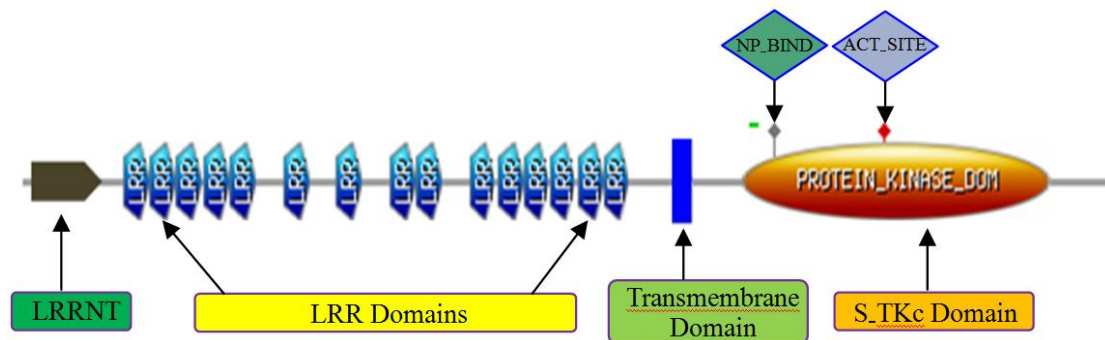 NP_BIND ACT_SITE
LRR LRR LRR LRR LRR LRR LRR LRR LRR LRR LRR LRR LRR LRR LRR PROTEIN_KINASE_DOM
LRRNT
LRR Domains
Transmembrane
Domain
S_TKc Domain